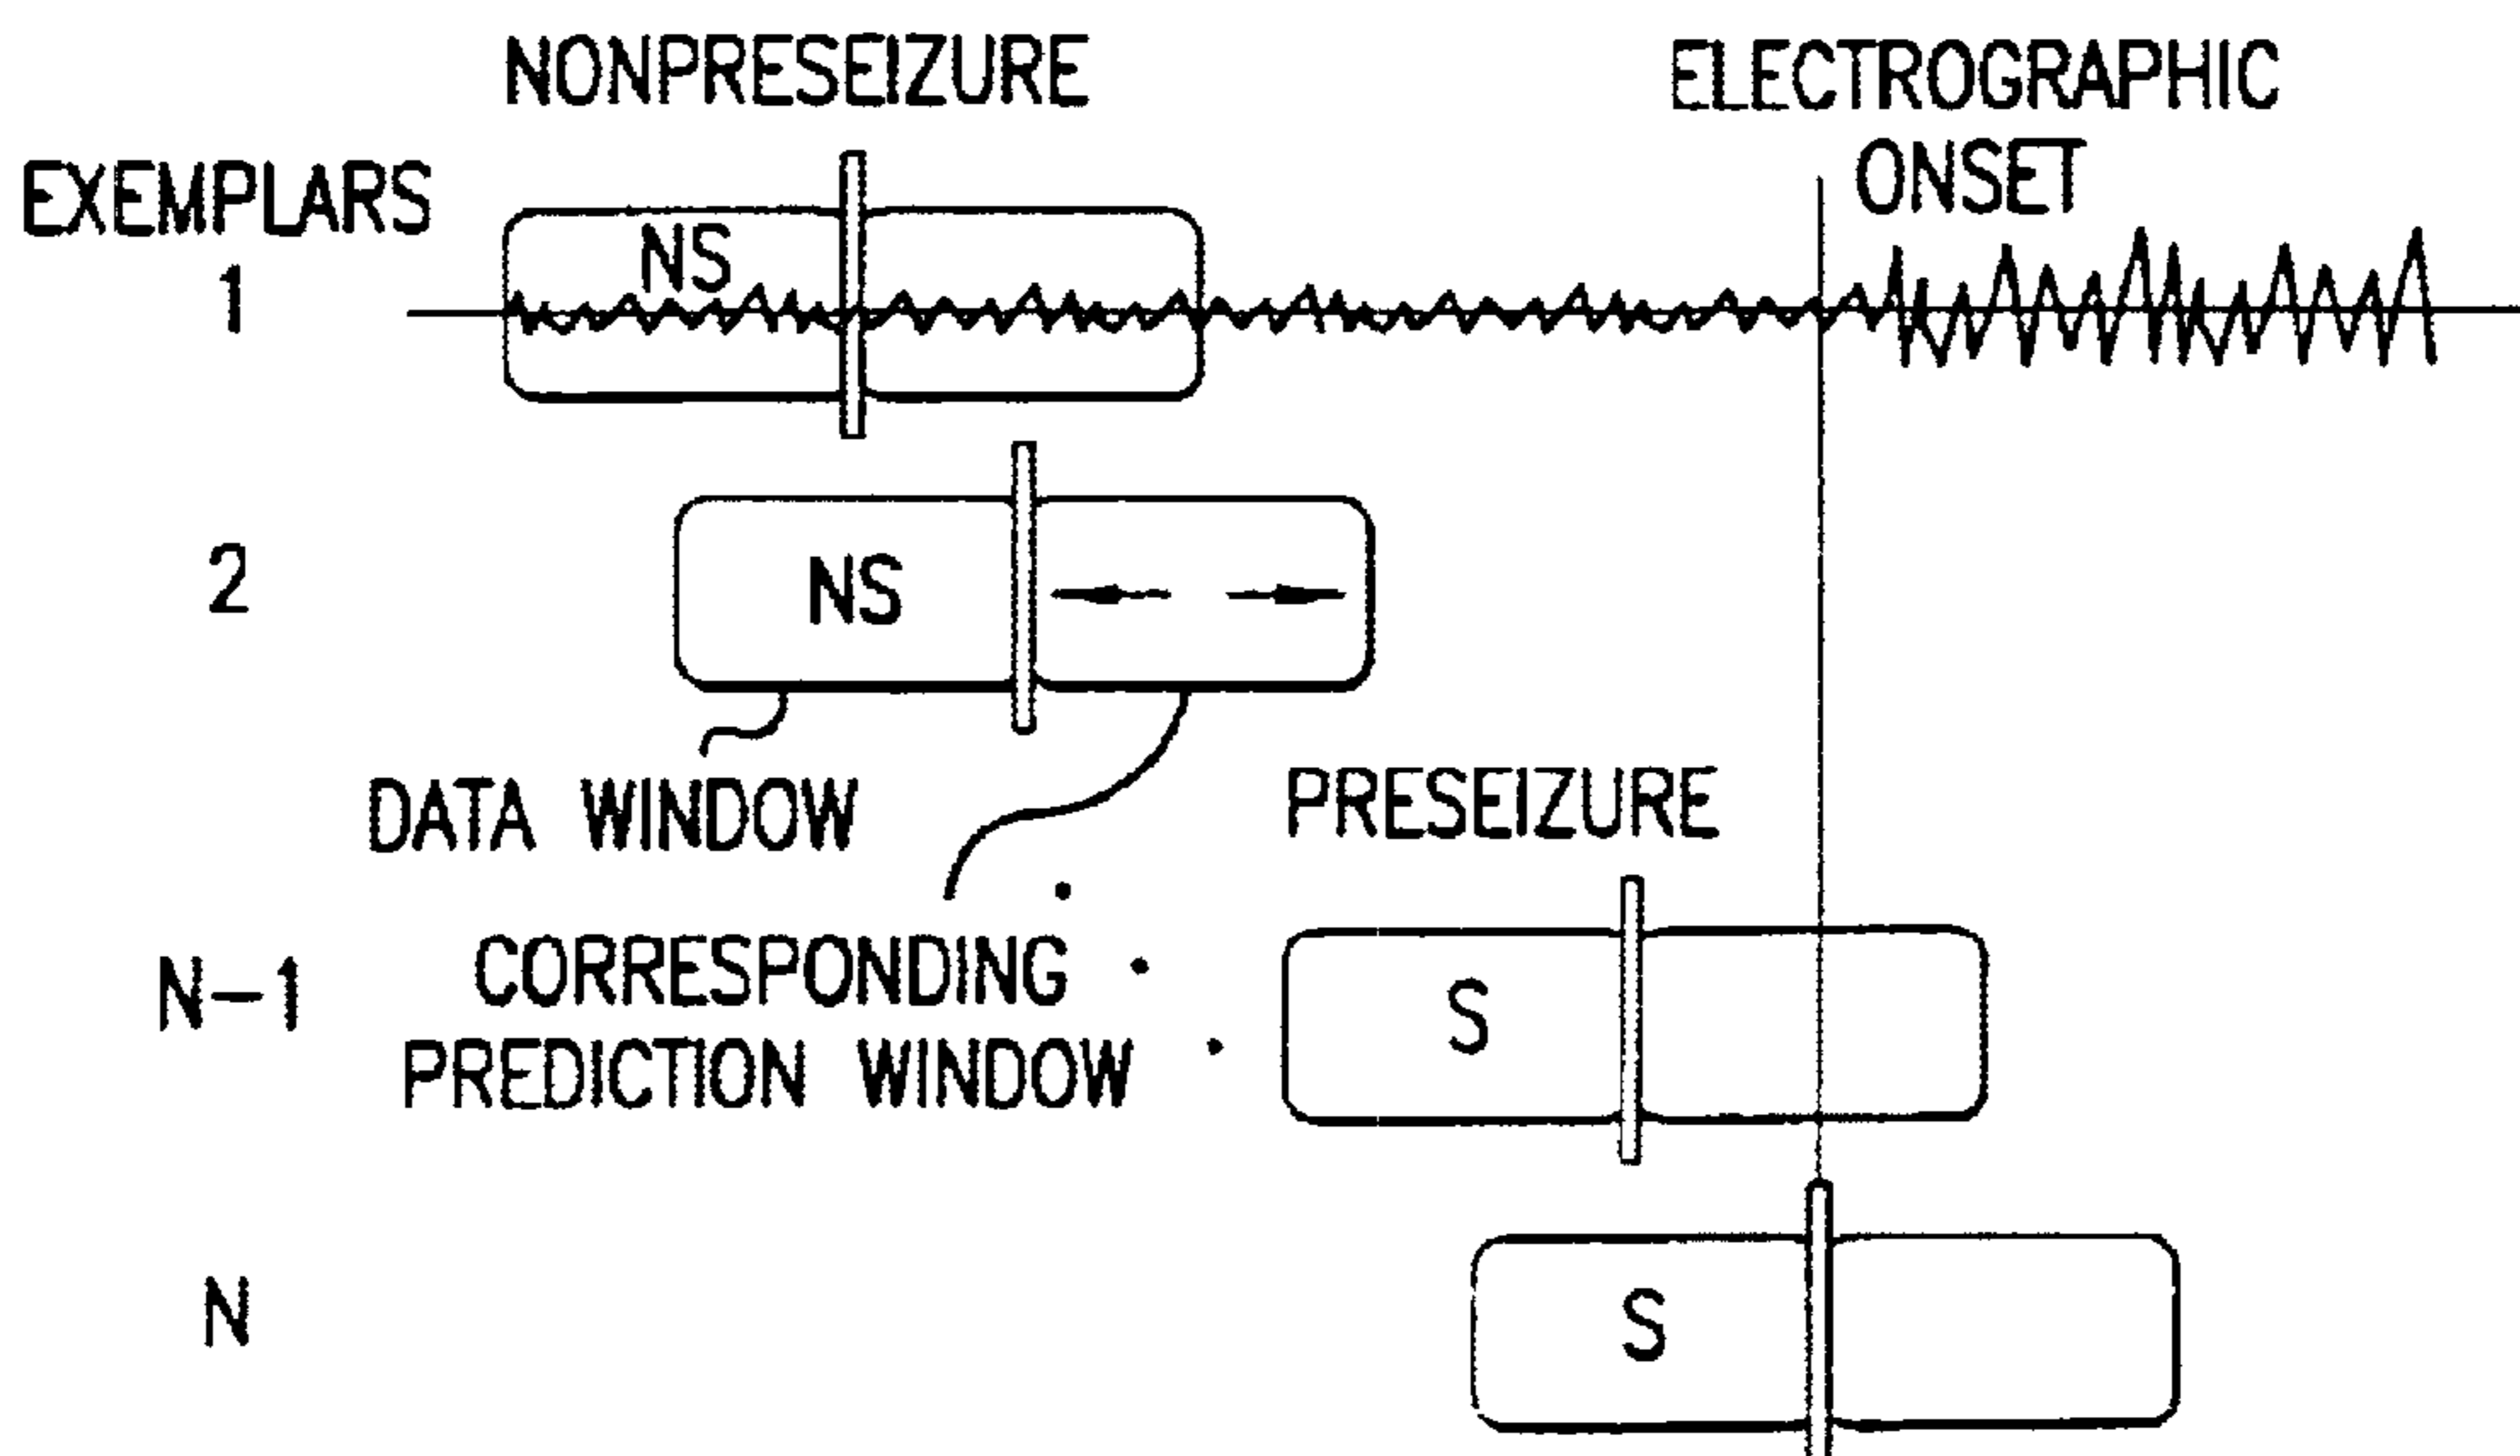 NONPRESEIZURE
ELECTROGRAPHIC
ONSET
EXEMPLARS
1
NS
2
NS
DATA WINDOW
PRESEIZURE
CORRESPONDING
PREDICTION WINDOW
N-1
S
N
S